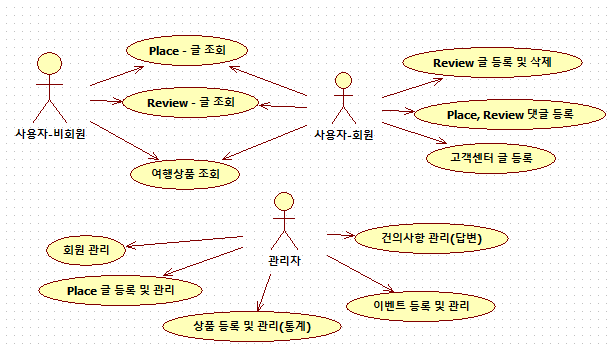 Place - 글 조회
Review 글 등록 및 삭제
Review - 글 조회
Place, Review 댓글 등록
사용자-비회원
사용자-회원
고객센터 글 등록
여행상품 조회
건의사항 관리(답변)
회원 관리
관리자
Place 글 등록 및 관리
이벤트 등록 및 관리
상품 등록 및 관리(통계)